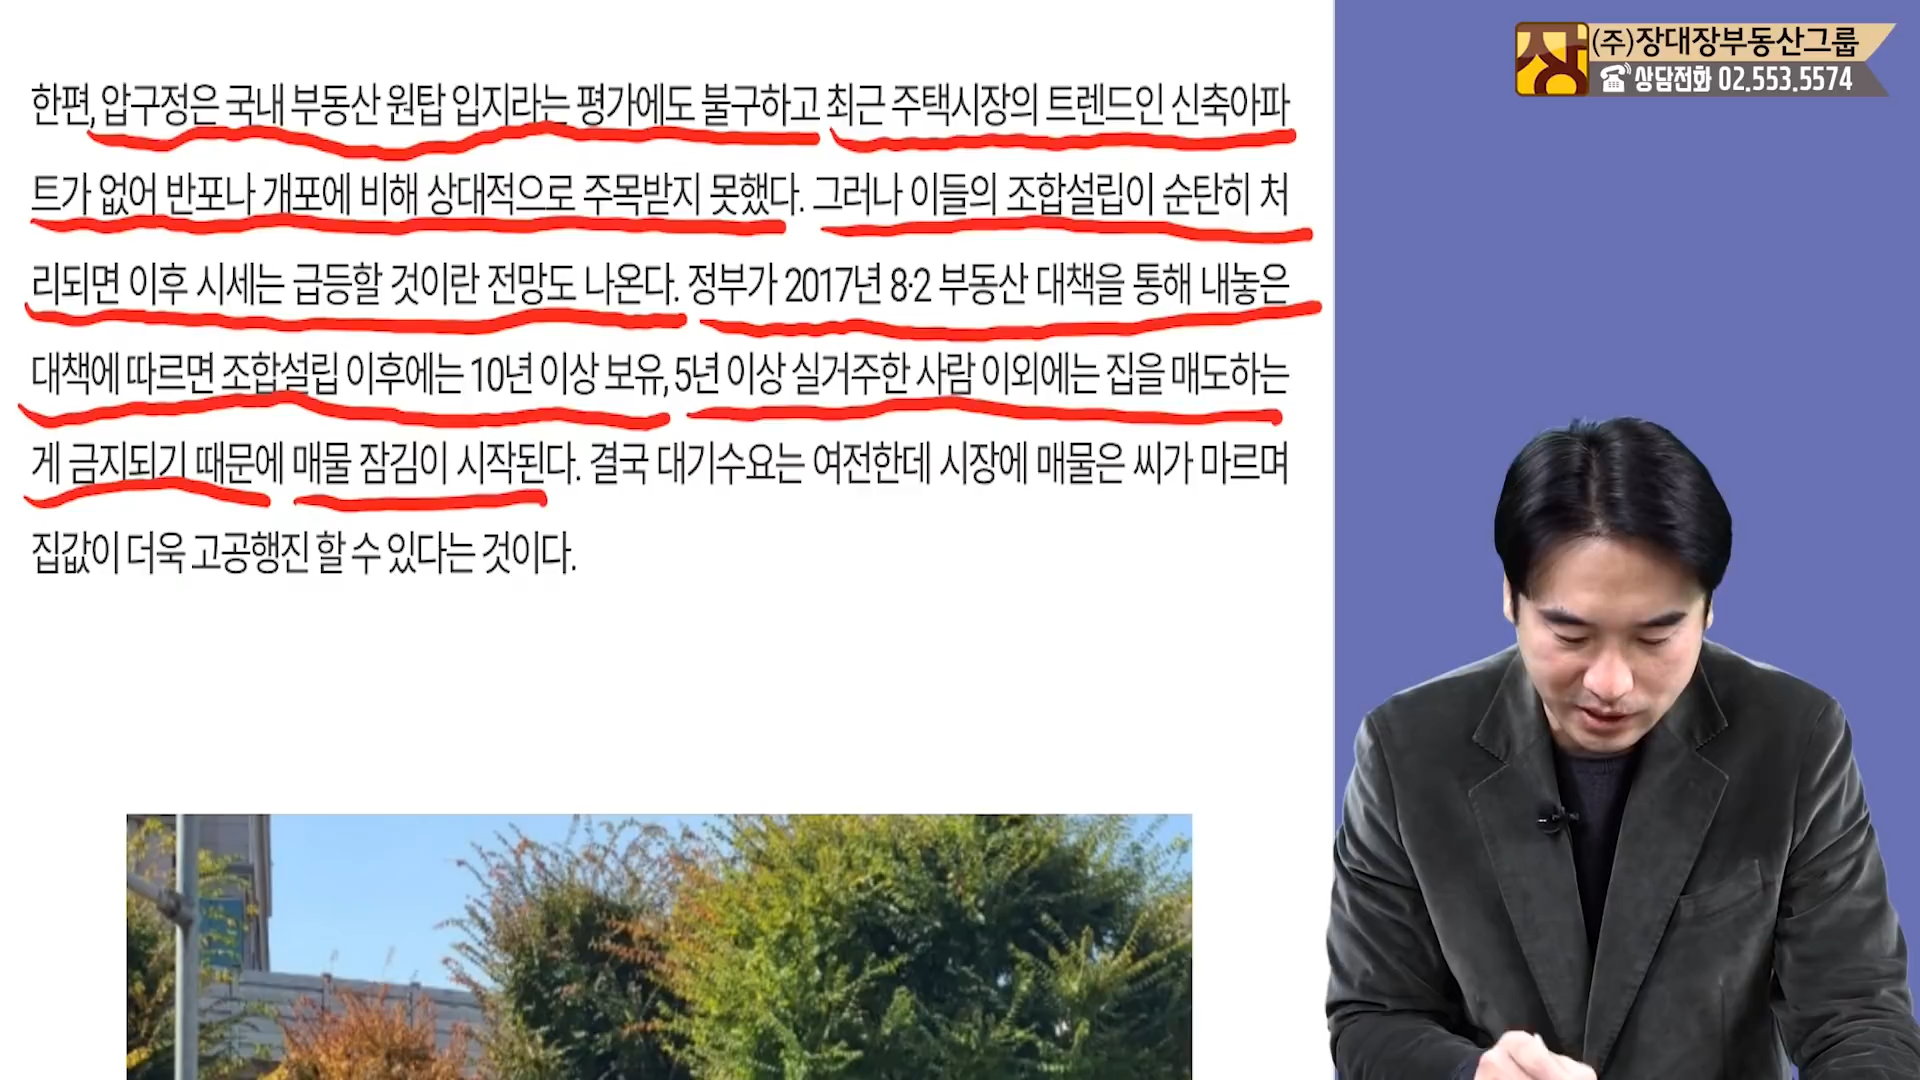 한편, 압구정은 국내 부동산 원탑 입지라는 평가에도 불구하고 최근 주택시장의 트렌드인 신축아파
트가 없어 반포나 개포에 비해 상대적으로 주목받지 못했다. 그러나 이들의 조합설립이 순탄히 처
리되면 이후 시세는 급등할 것이란 전망도 나온다. 정부가 2017년 8·2 부동산 대책을 통해 내놓은
대책에 따르면 조합설립 이후에는 10년 이상 보유, 5년 이상 실거주한 사람 이외에는 집을 매도하는
게 금지되기 때문에 매물 잠김이 시작된다. 결국 대기수요는 여전한데 시장에 매물은 씨가 마르며
집값이 더욱 고공행진 할 수 있다는 것이다.
장
(주)장대장부동산그룹
상담전화 02.553.5574